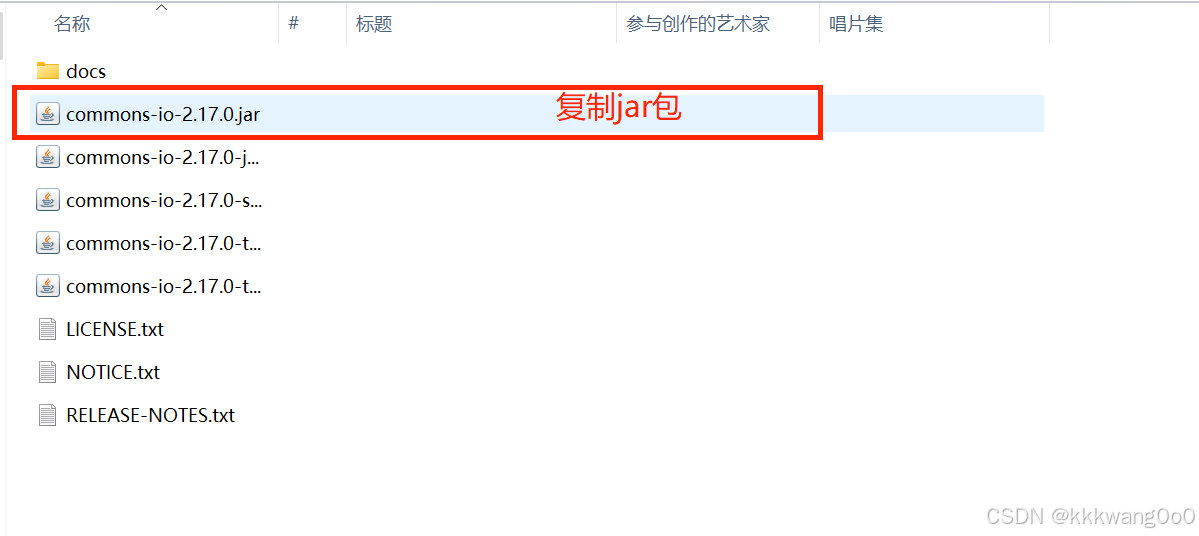 名称 # 标题 参与创作的艺术家 唱片集
docs
commons-io-2.17.0.jar 复制jar包
commons-io-2.17.0-j...
commons-io-2.17.0-s...
commons-io-2.17.0-t...
commons-io-2.17.0-t...
LICENSE.txt
NOTICE.txt
RELEASE-NOTES.txt
CSDN @kkkwang0o0